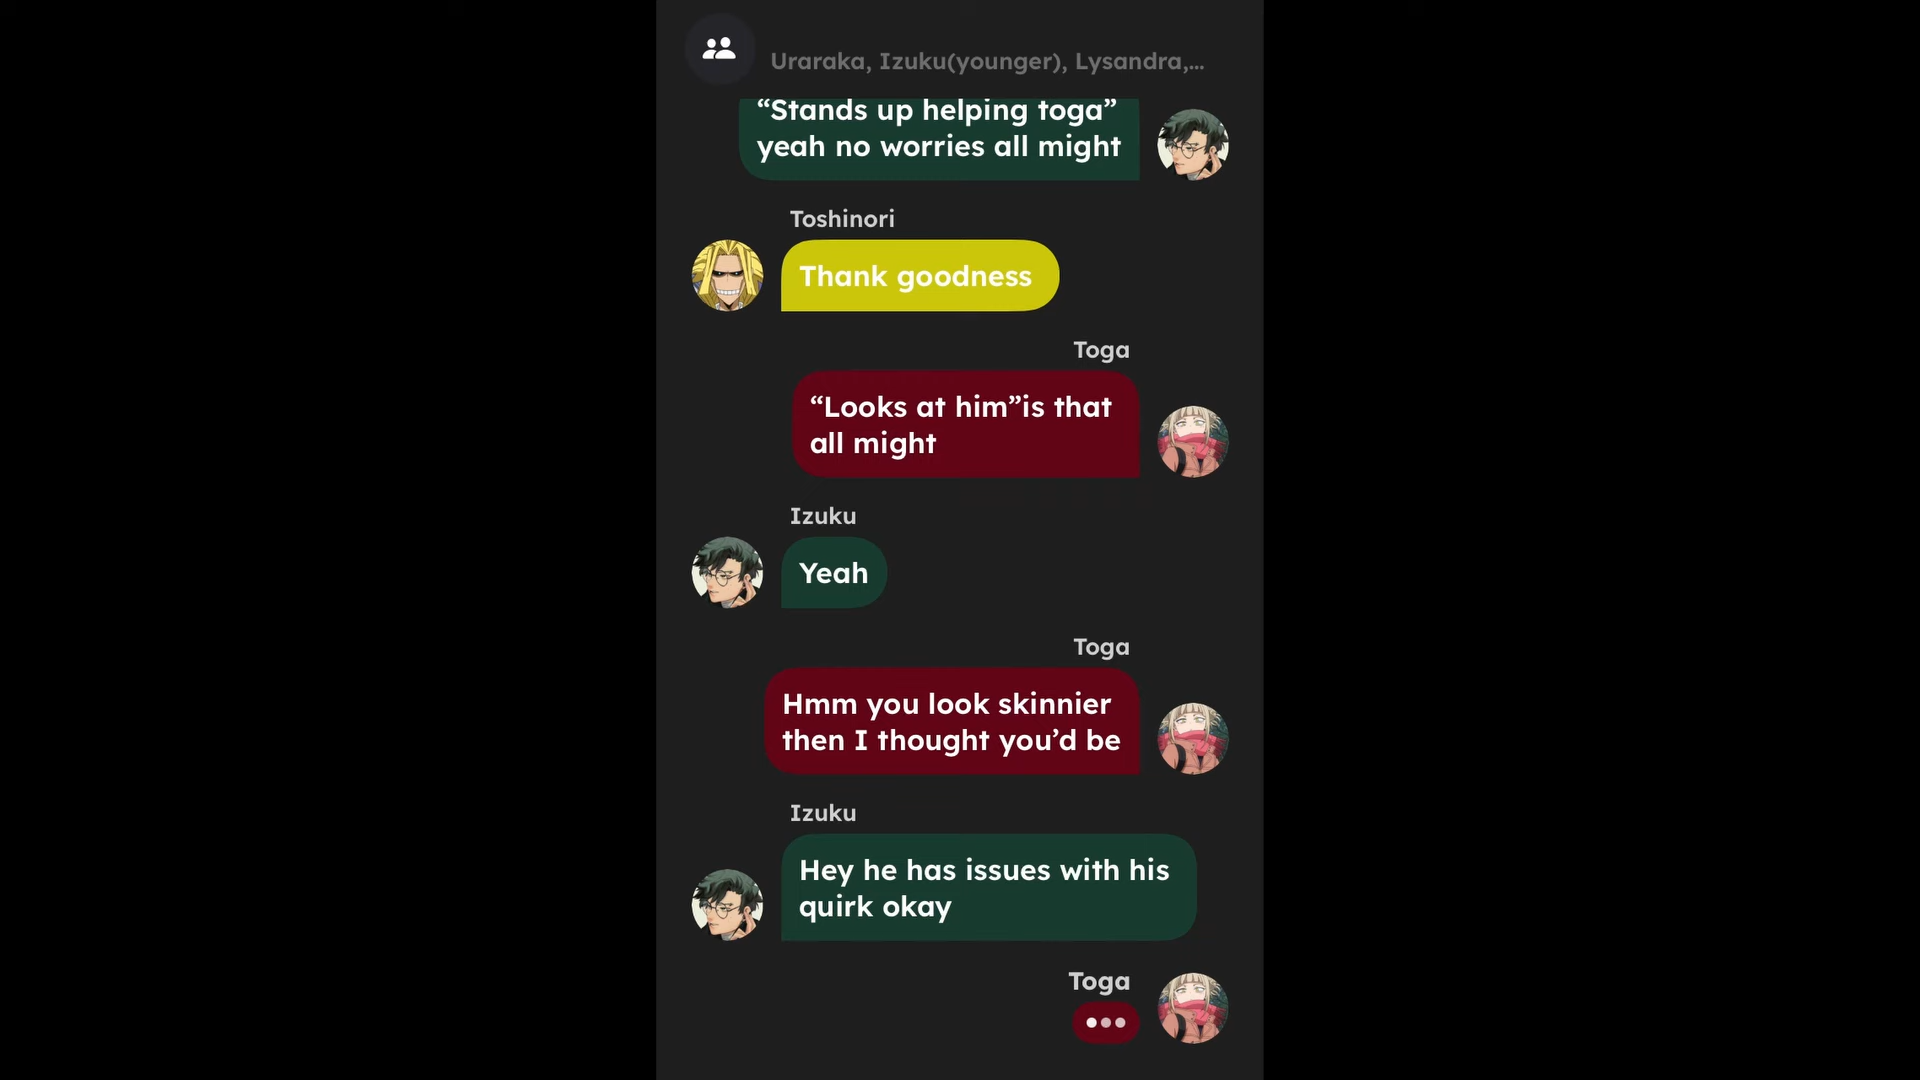 Uraraka, Izuku(younger), Lysandra,...
“Stands up helping toga”
yeah no worries all might
Toshinori
Thank goodness
Toga
“Looks at him”is that
all might
Izuku
Yeah
Toga
Hmm you look skinnier
then I thought you’d be
Izuku
Hey he has issues with his
quirk okay
Toga